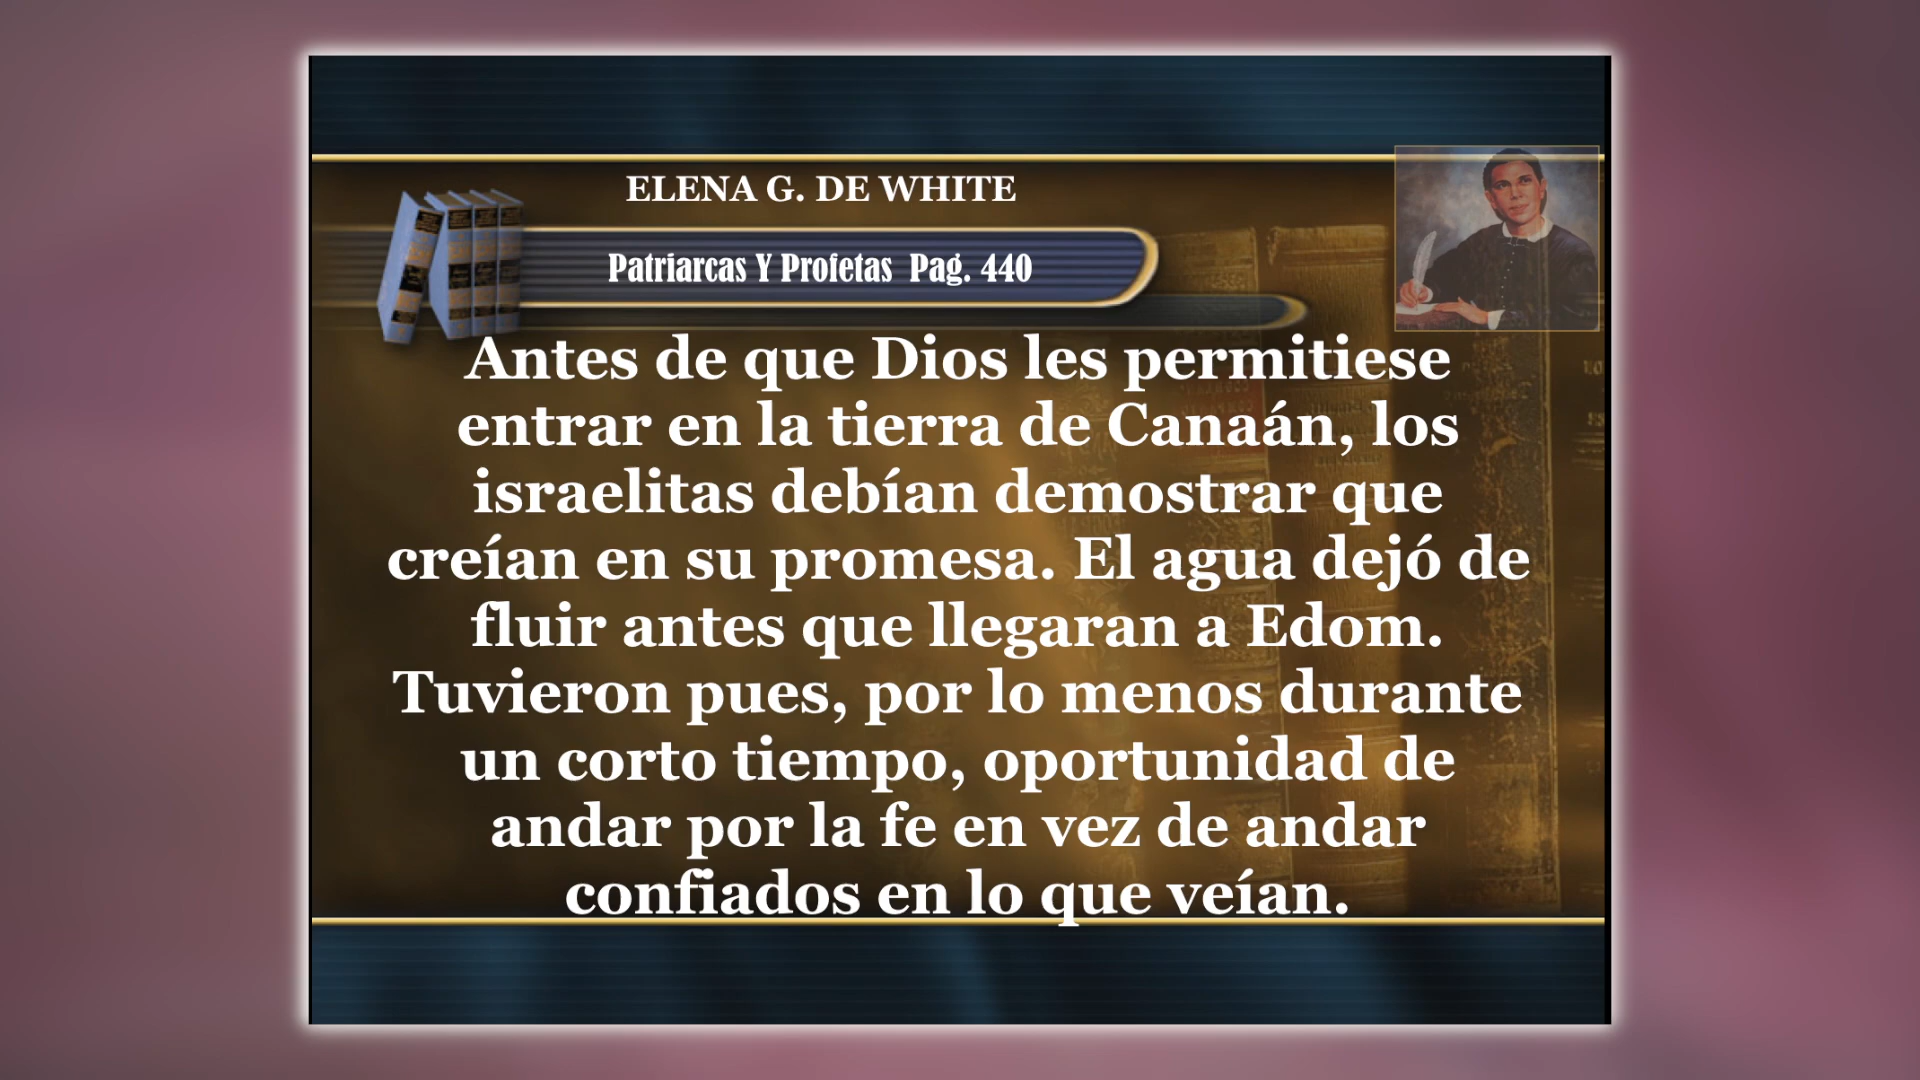 ELENA G. DE WHITE
Patriarcas Y Profetas Pag. 440
Antes de que Dios les permitiese
entrar en la tierra de Canaán, los
israelitas debían demostrar que
creían en su promesa. El agua dejó de
fluir antes que llegaran a Edom.
Tuvieron pues, por lo menos durante
un corto tiempo, oportunidad de
andar por la fe en vez de andar
confiados en lo que veían.